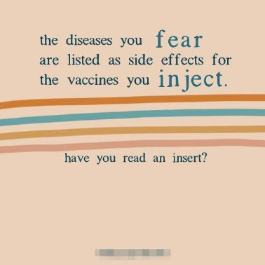 the diseases you fear
are listed as side effects for
the vaccines you inject.
have you read an insert?